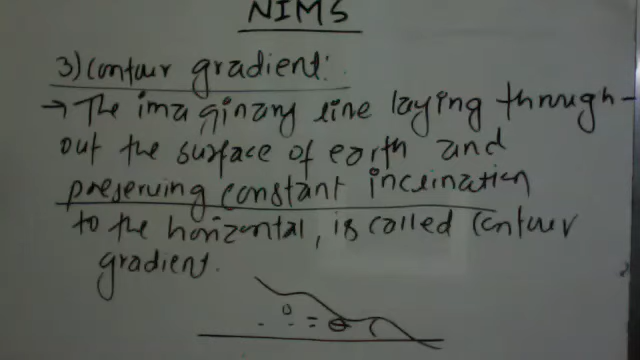 NIMS
3) Contour gradient:
→ The imaginary line laying through-
out the surface of earth and
preserving constant inclination
to the horizontal, is called Contour
gradient.